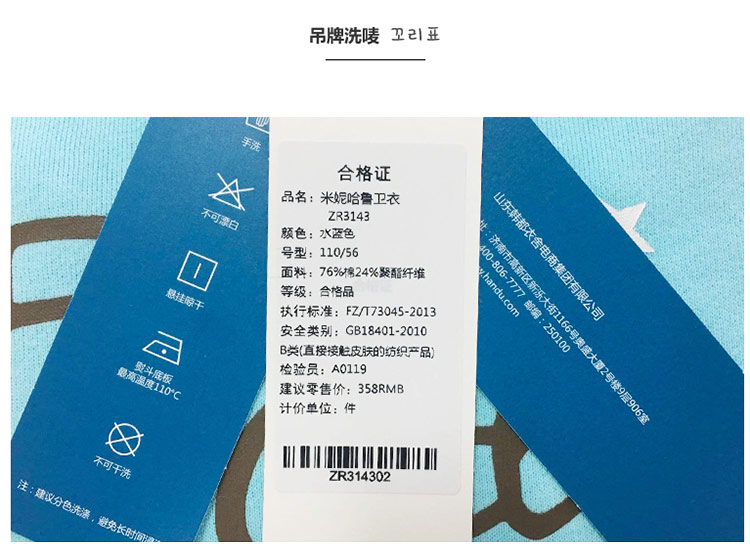 吊牌洗唛 꼬리표
手洗
不可漂白
悬挂晾干
熨斗底板
最高温度110℃
不可干洗
注：建议分色洗涤，避免长时间浸
合格证
品名：米妮哈鲁卫衣
ZR3143
颜色：水蓝色
号型：110/56
面料：76%棉24%聚酯纤维
等级：合格品
执行标准：FZ/T73045-2013
安全类别：GB18401-2010
B类(直接接触皮肤的纺织产品)
检验员：A0119
建议零售价：358RMB
计价单位：件
ZR314302
山东韩都衣舍电商集团有限公司
址：济南市高新区新泺大街1166号奥盛大厦2号楼9层906室
400-806-7777 邮编：250100
.handu.com